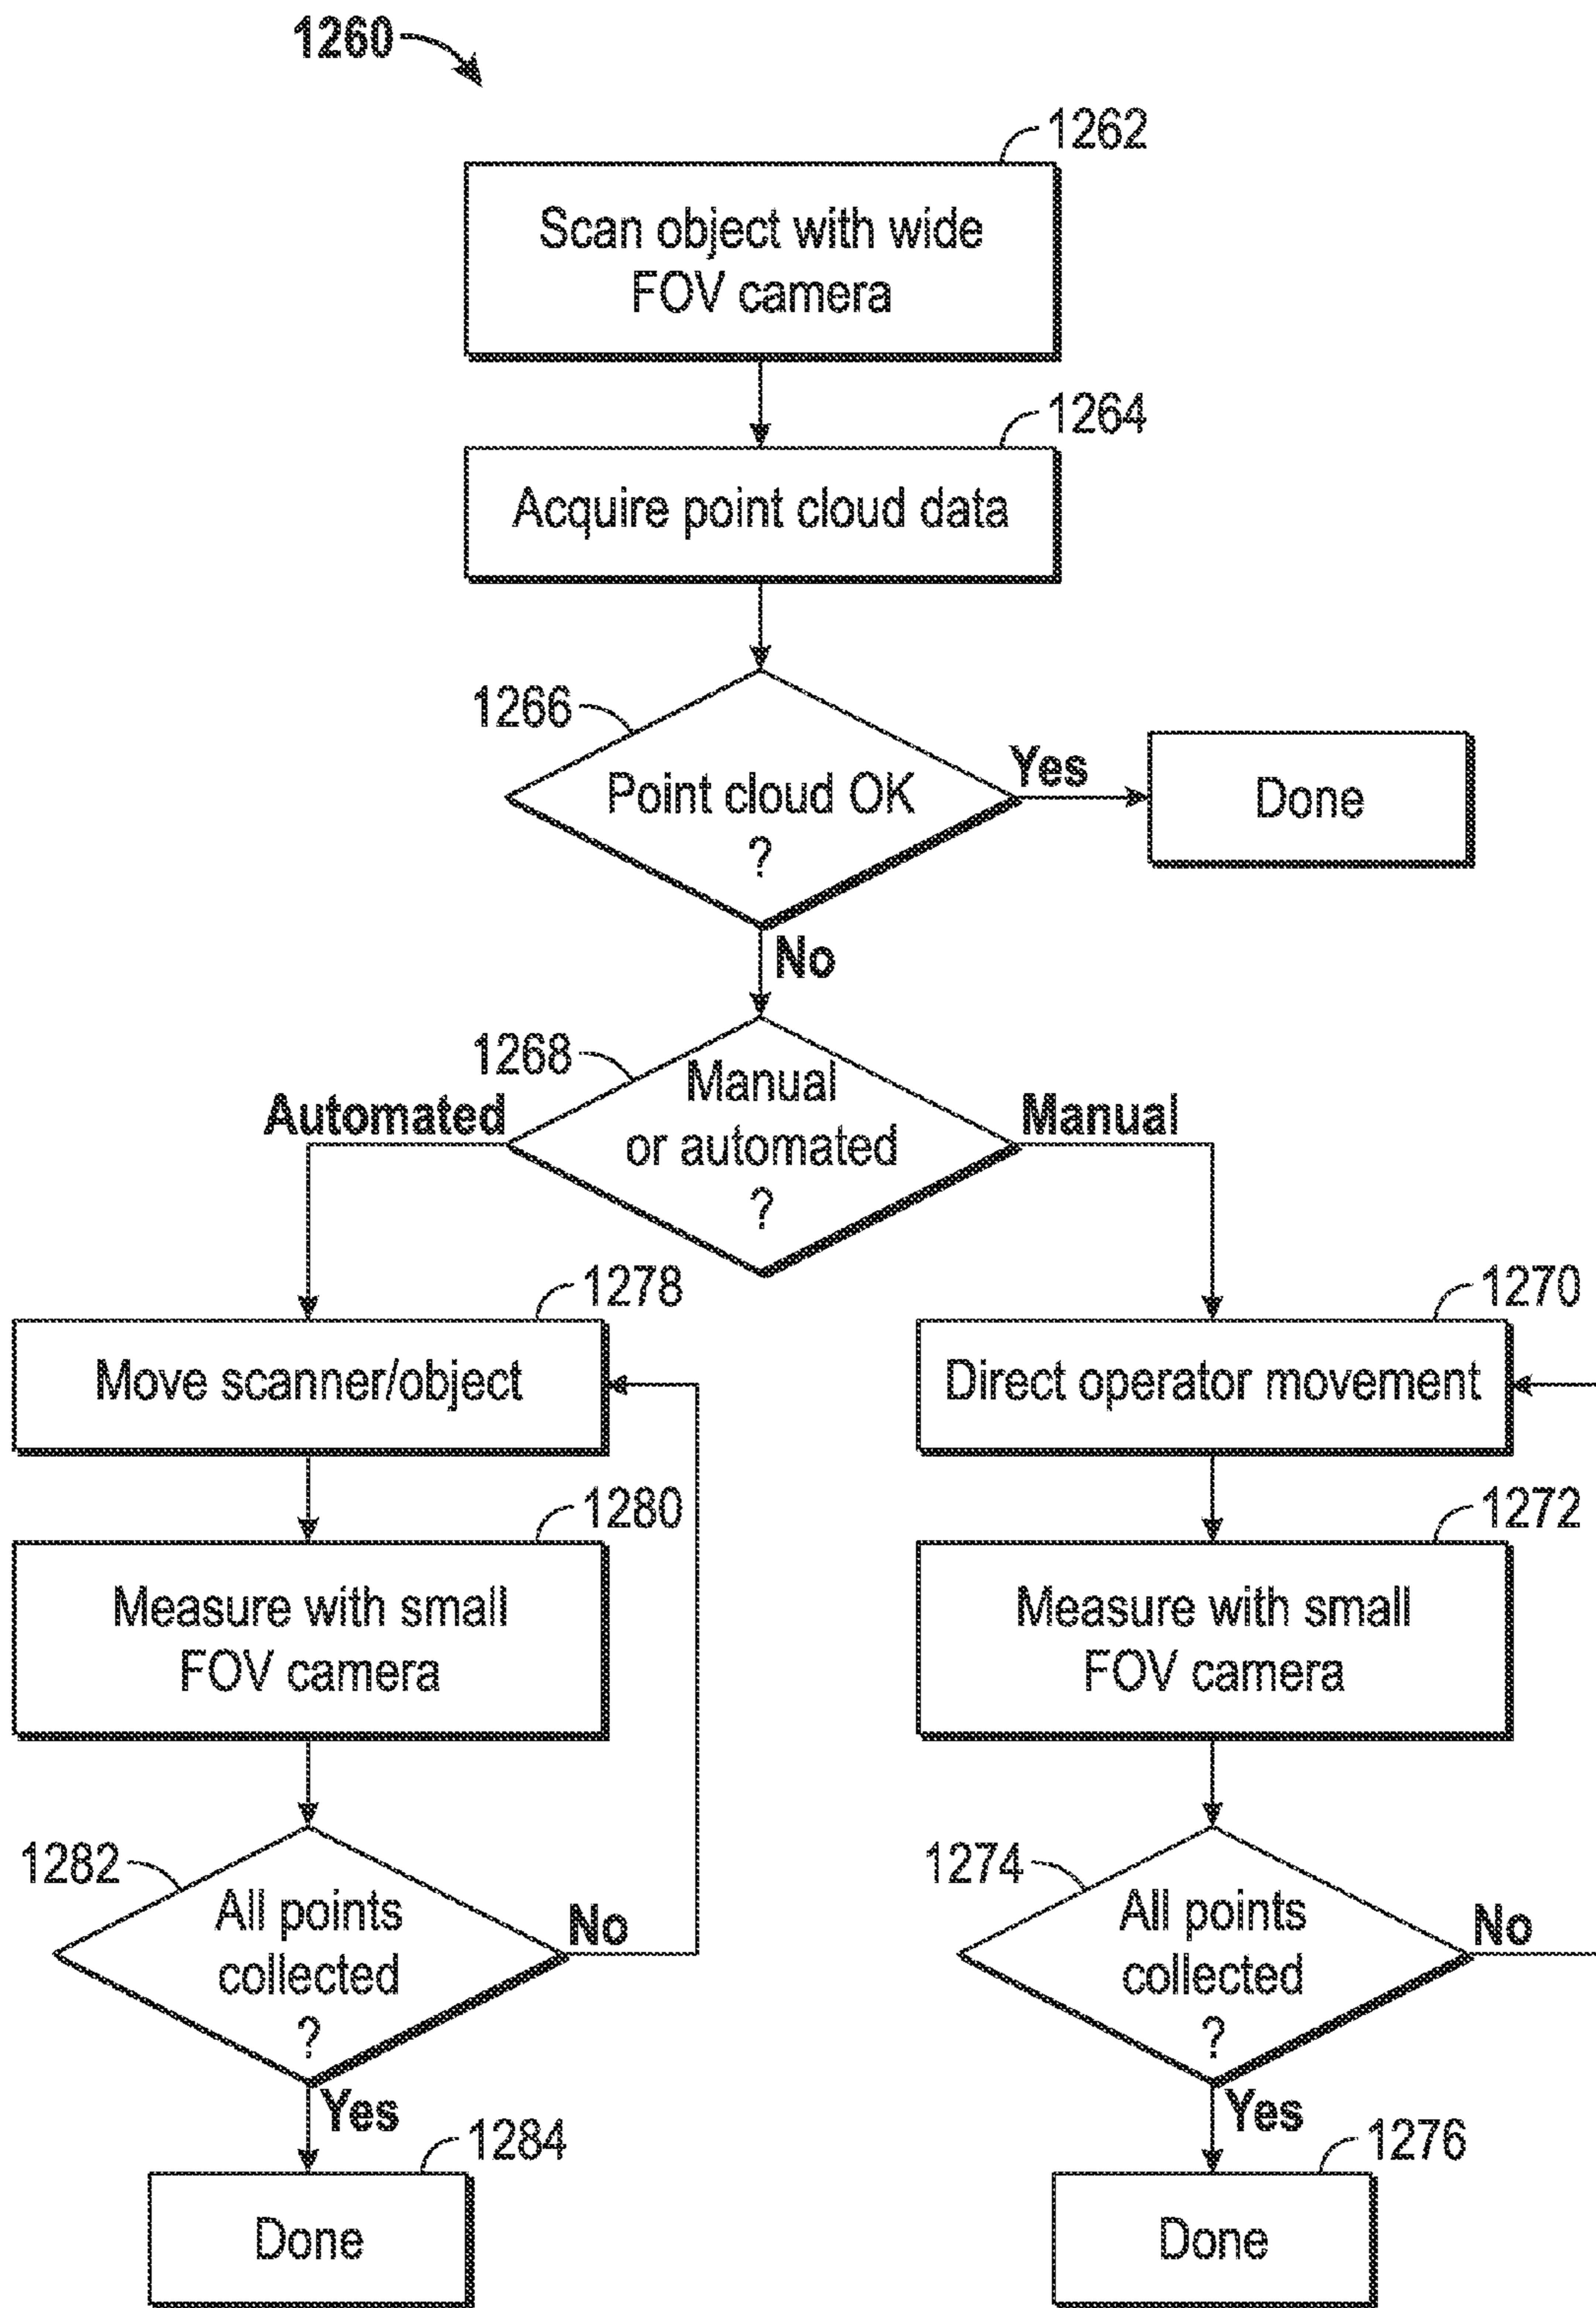 1260
1262
Scan object with wide
FOV camera
1264
Acquire point cloud data
1266
Point cloud OK
?
Yes
Done
No
1268
Manual
or automated
?
Automated
Manual
1278
Move scanner/object
1270
Direct operator movement
1280
Measure with small
FOV camera
1272
Measure with small
FOV camera
1282
All points
collected
?
No
1274
All points
collected
?
No
Yes
1284
Done
Yes
1276
Done